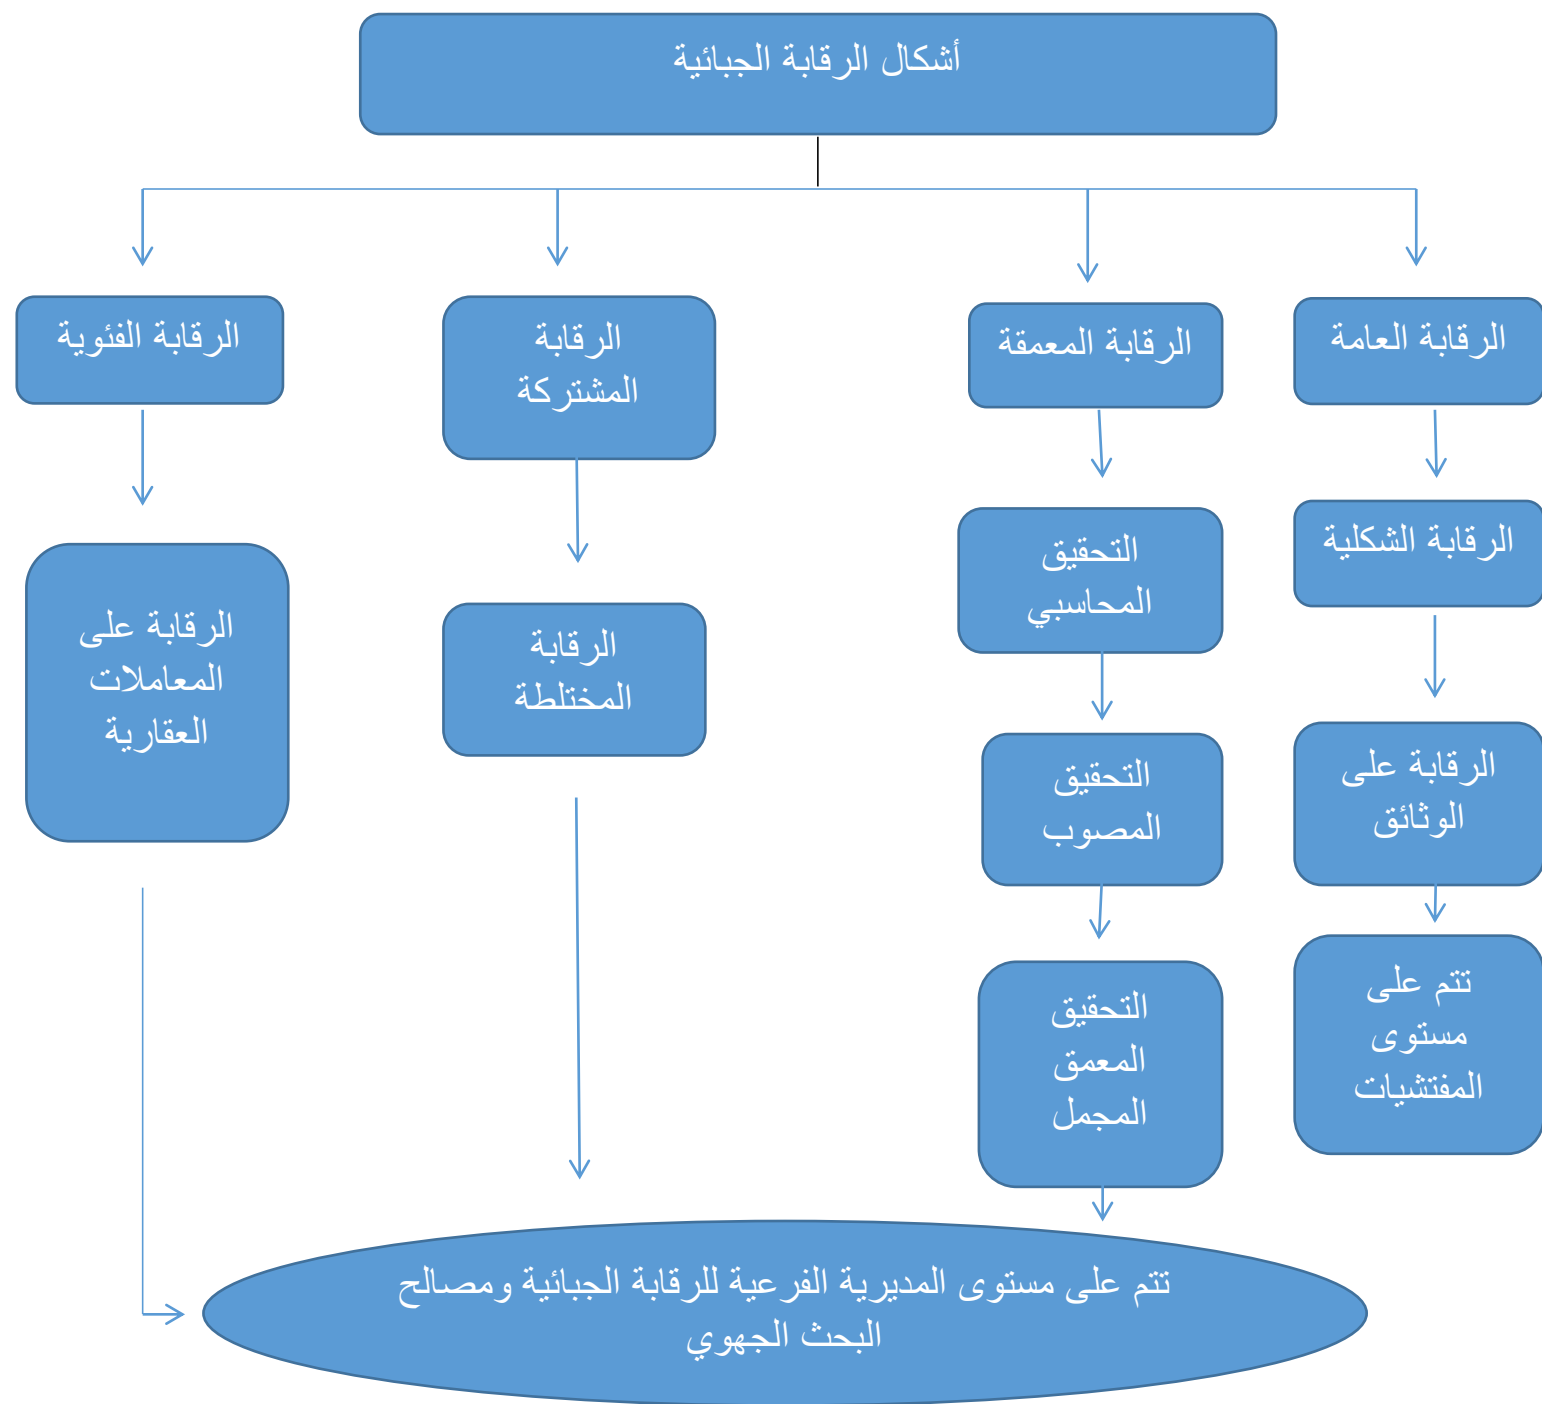 أشكال الرقابة الجبائية
الرقابة العامة
الرقابة المعمقة
الرقابة
المشتركة
الرقابة الفئوية
الرقابة الشكلية
التحقيق
المحاسبي
الرقابة
المختلطة
الرقابة على
المعاملات
العقارية
الرقابة على
الوثائق
التحقيق
المصوب
تتم على
مستوى
المفتشيات
التحقيق
المعمق
المجمل
تتم على مستوى المديرية الفرعية للرقابة الجبائية ومصالح
البحث الجهوي